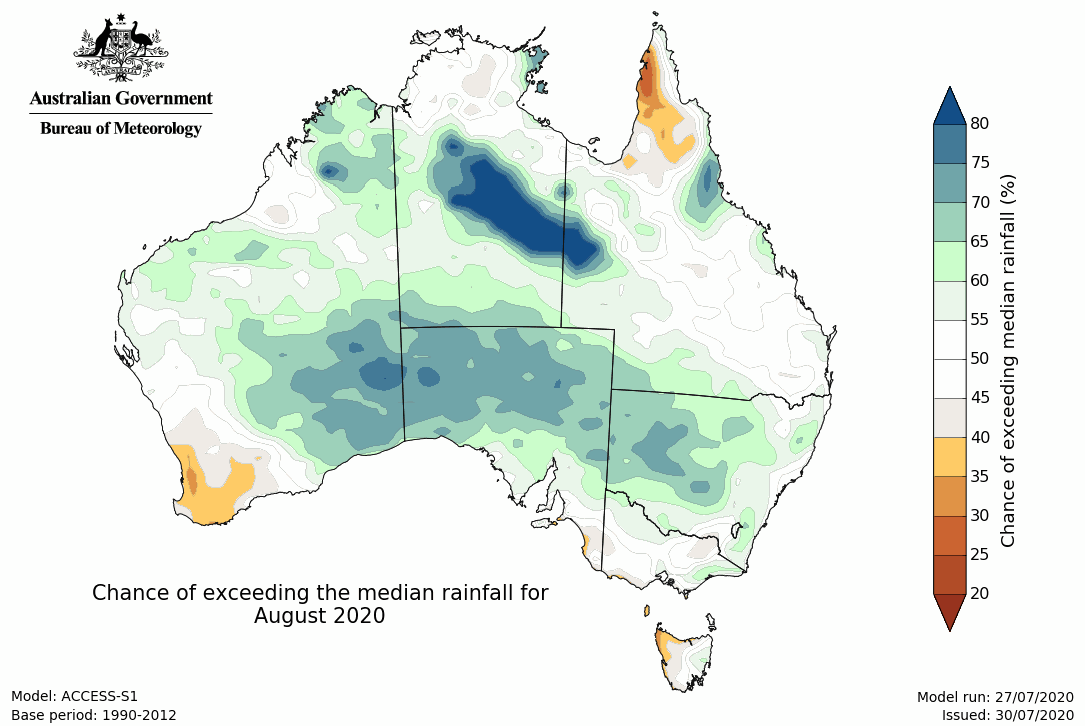 Australian Government
Bureau of Meteorology
80
75
70
65
60
55
50
45
40
35
30
25
20
Chance of exceeding median rainfall (%)
Chance of exceeding the median rainfall for
August 2020
Model: ACCESS-S1
Base period: 1990-2012
Model run: 27/07/2020
Issued: 30/07/2020